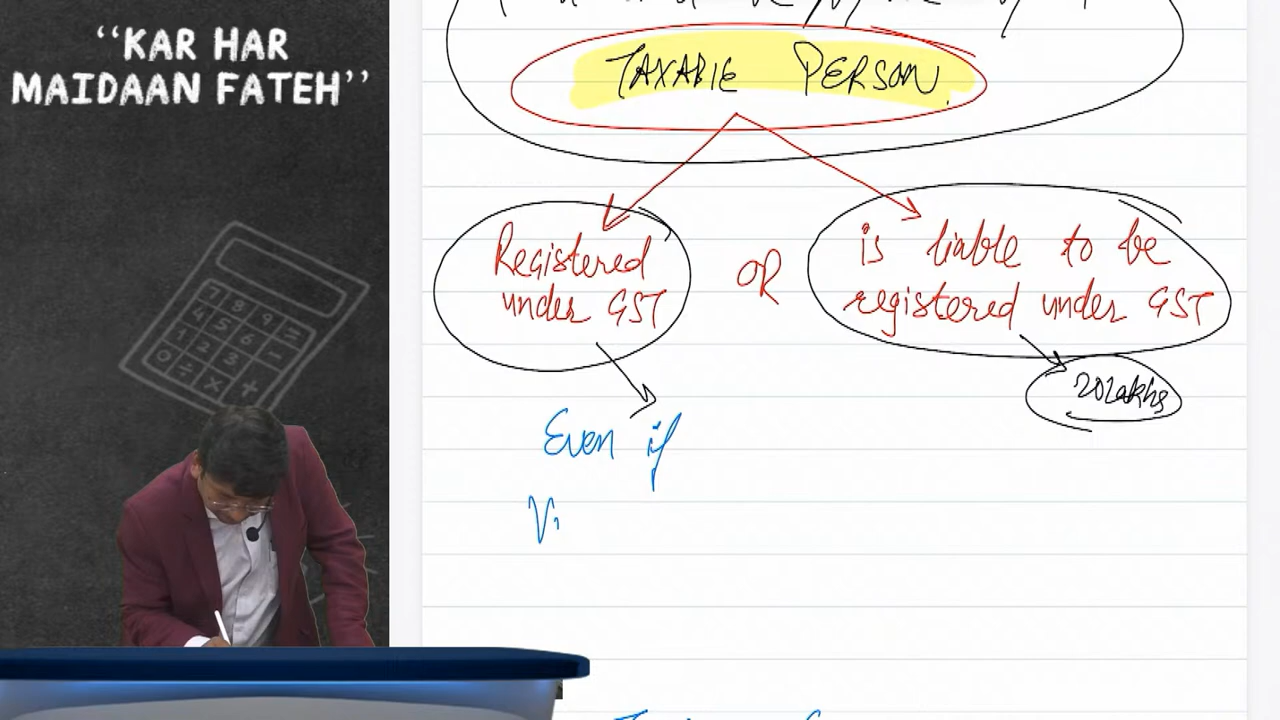 “KAR HAR
MAIDAAN FATEH”
TAXABLE PERSON.
Registered
under GST
OR
is liable to be
registered under GST
20 Lakhs
Even if
Vi